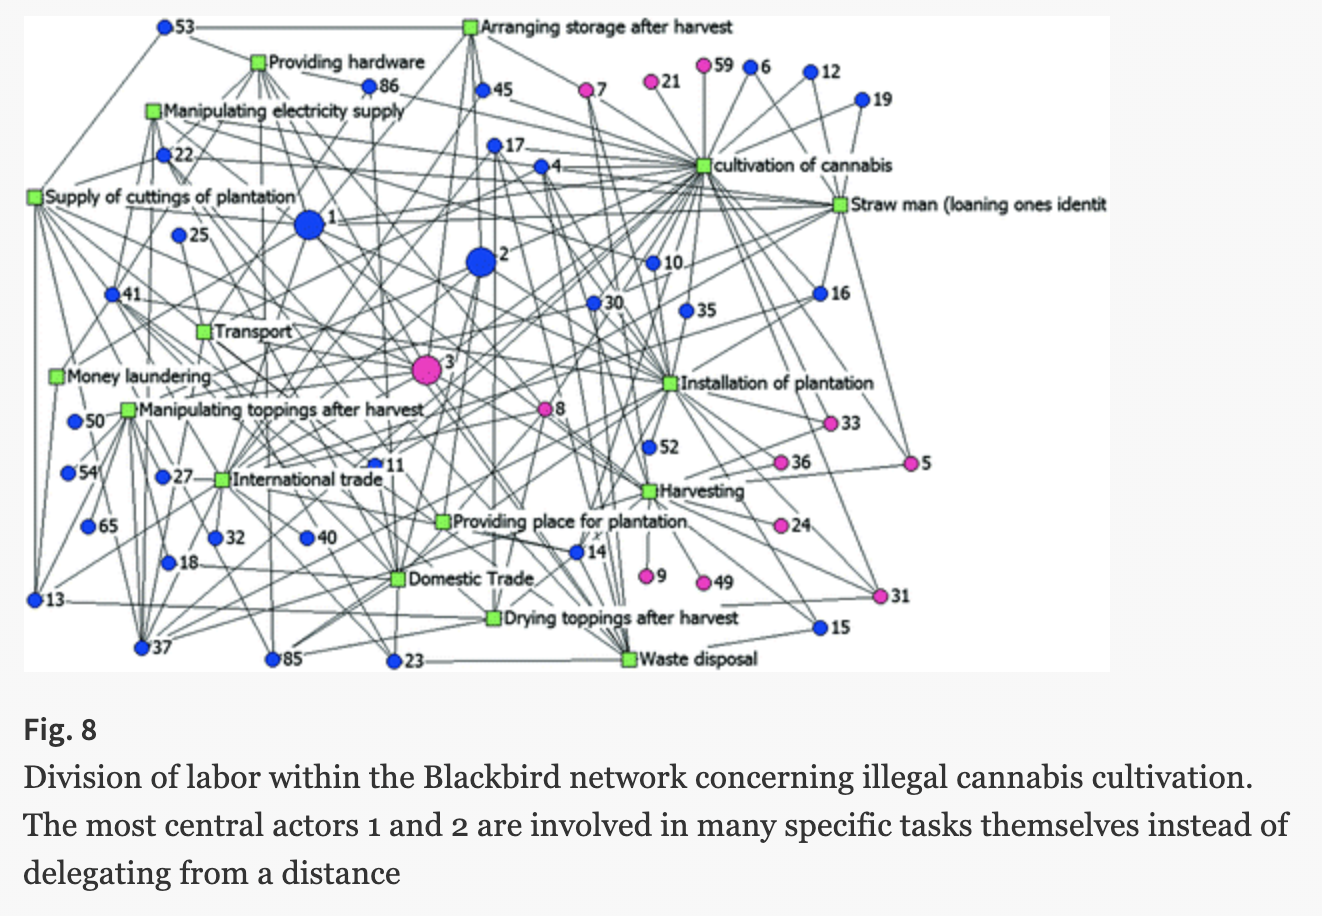 53
Arranging storage after harvest
Providing hardware
59
6
12
86
45
7
21
19
Manipulating electricity supply
17
22
4
cultivation of cannabis
Supply of cuttings of plantation
Straw man (loaning ones identit
1
25
2
10
41
30
16
35
Transport
3
Money laundering
Installation of plantation
50
Manipulating toppings after harvest
8
33
52
54
27
International trade
11
36
5
Harvesting
65
Providing place for plantation
24
32
40
14
18
Domestic Trade
9
49
13
31
Drying toppings after harvest
15
37
85
23
Waste disposal
Fig. 8
Division of labor within the Blackbird network concerning illegal cannabis cultivation.
The most central actors 1 and 2 are involved in many specific tasks themselves instead of
delegating from a distance